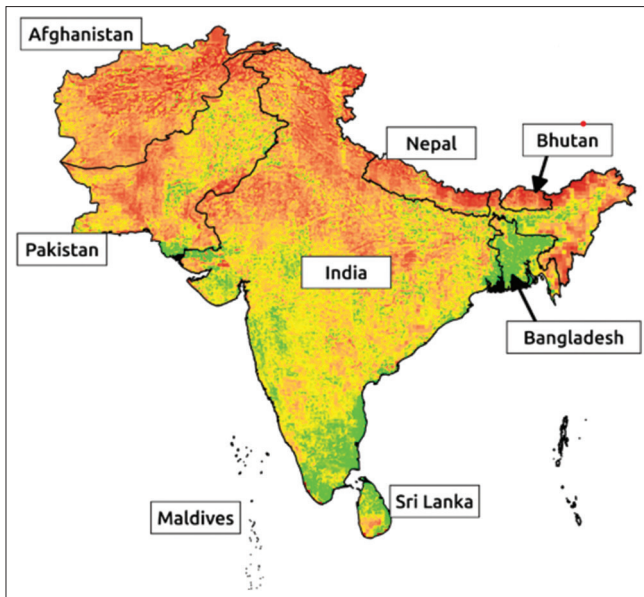 Afghanistan
Nepal
Bhutan
Pakistan
India
Bangladesh
Maldives
Sri Lanka